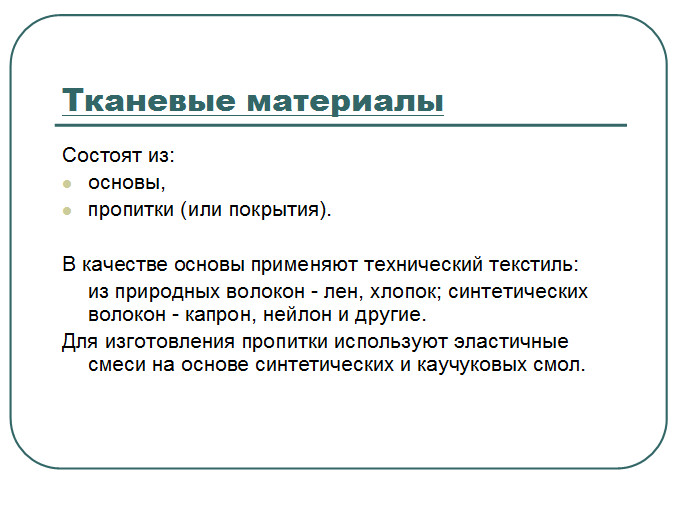 Тканевые материалы
Состоят из:
основы,
пропитки (или покрытия).
В качестве основы применяют технический текстиль:
из природных волокон - лен, хлопок; синтетических
волокон - капрон, нейлон и другие.
Для изготовления пропитки используют эластичные
смеси на основе синтетических и каучуковых смол.